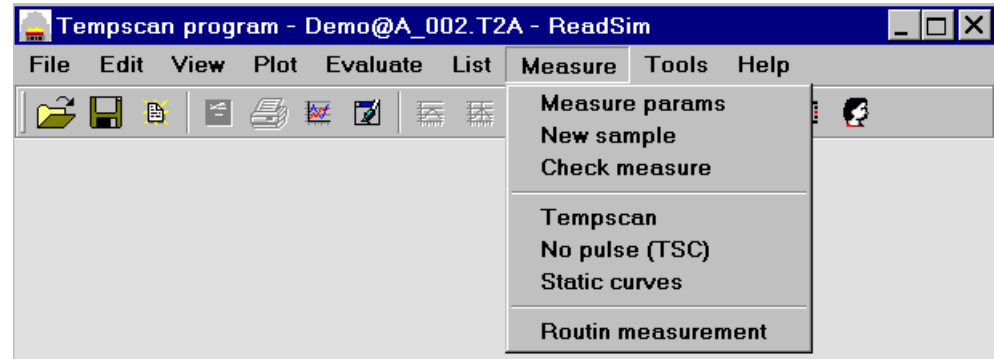 Tempscan program - Demo@A_002.T2A - ReadSim
File Edit View Plot Evaluate List Measure Tools Help
Measure params
New sample
Check measure
Tempscan
No pulse (TSC)
Static curves
Routin measurement